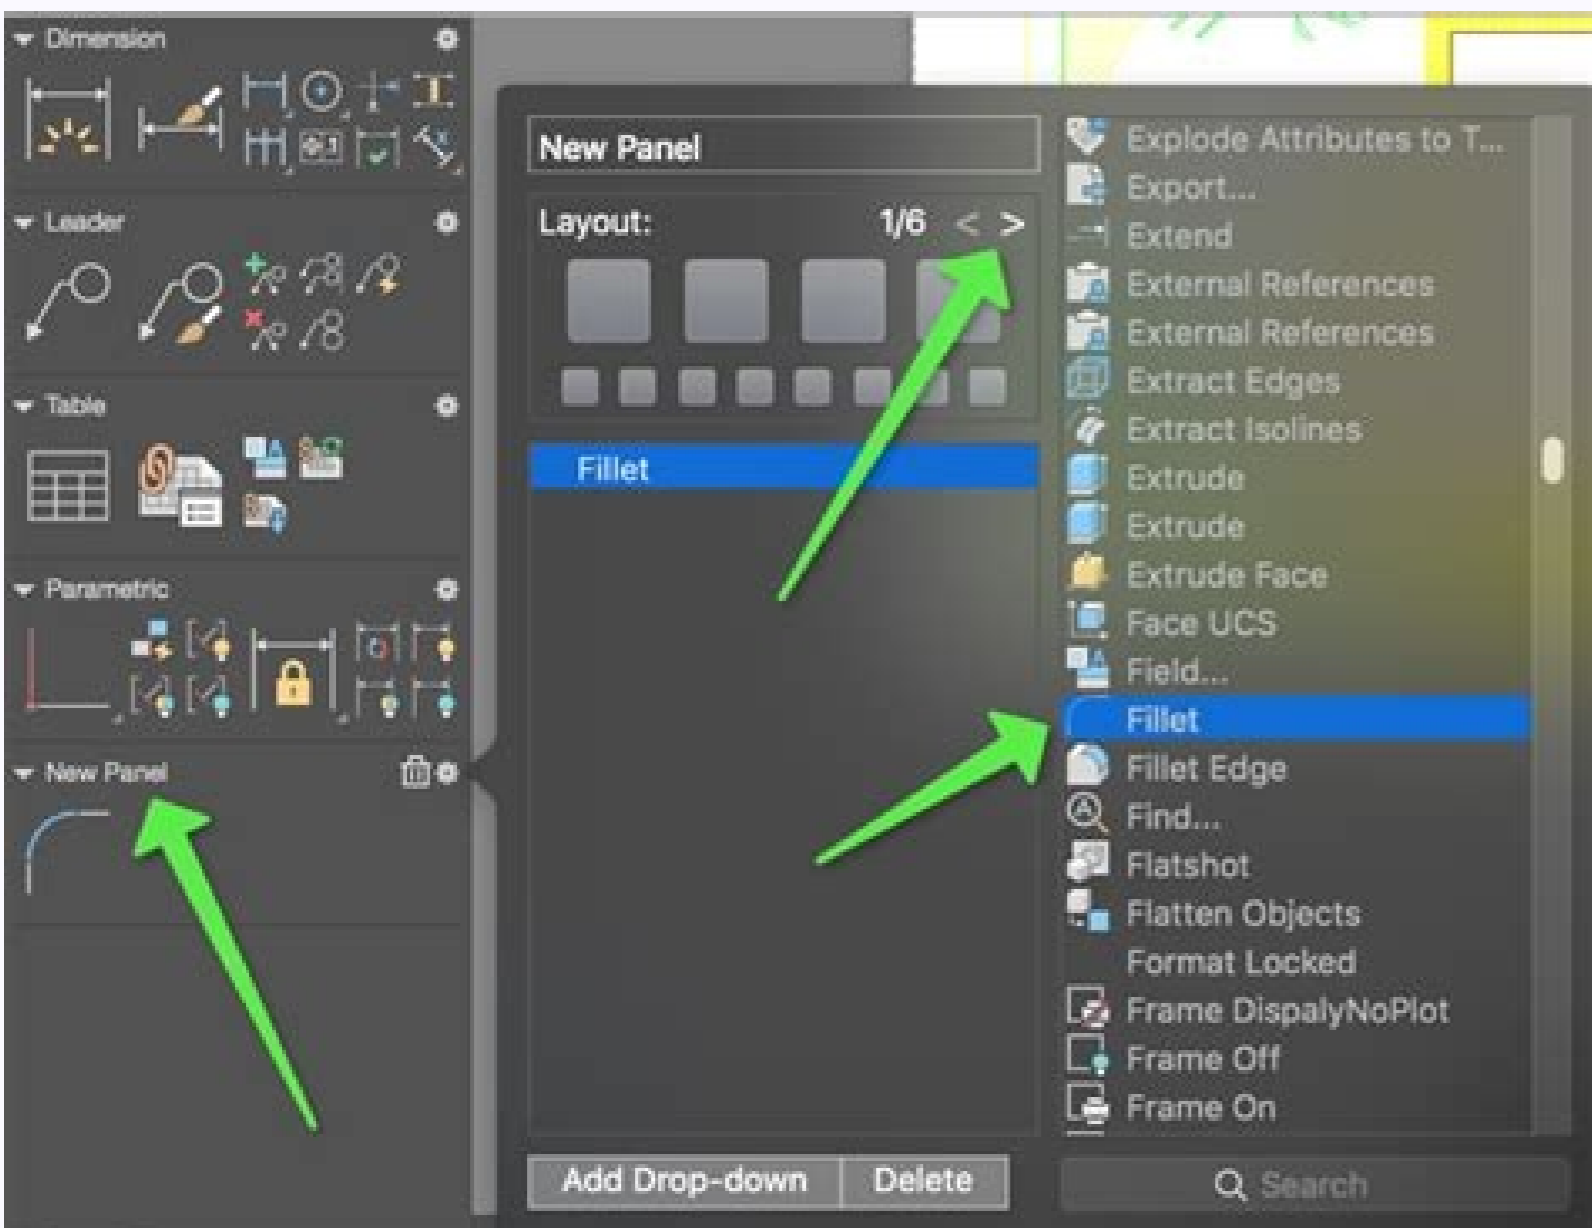 Dimension
Leader
Table
Parametric
New Panel
New Panel
Layout: 1/6 < >
Fillet
Add Drop-down Delete
Explode Attributes to T...
Export...
Extend
External References
External References
Extract Edges
Extract Isolines
Extrude
Extrude
Extrude Face
Face UCS
Field...
Fillet
Fillet Edge
Find...
Flatshot
Flatten Objects
Format Locked
Frame DispalyNoPlot
Frame Off
Frame On
Search